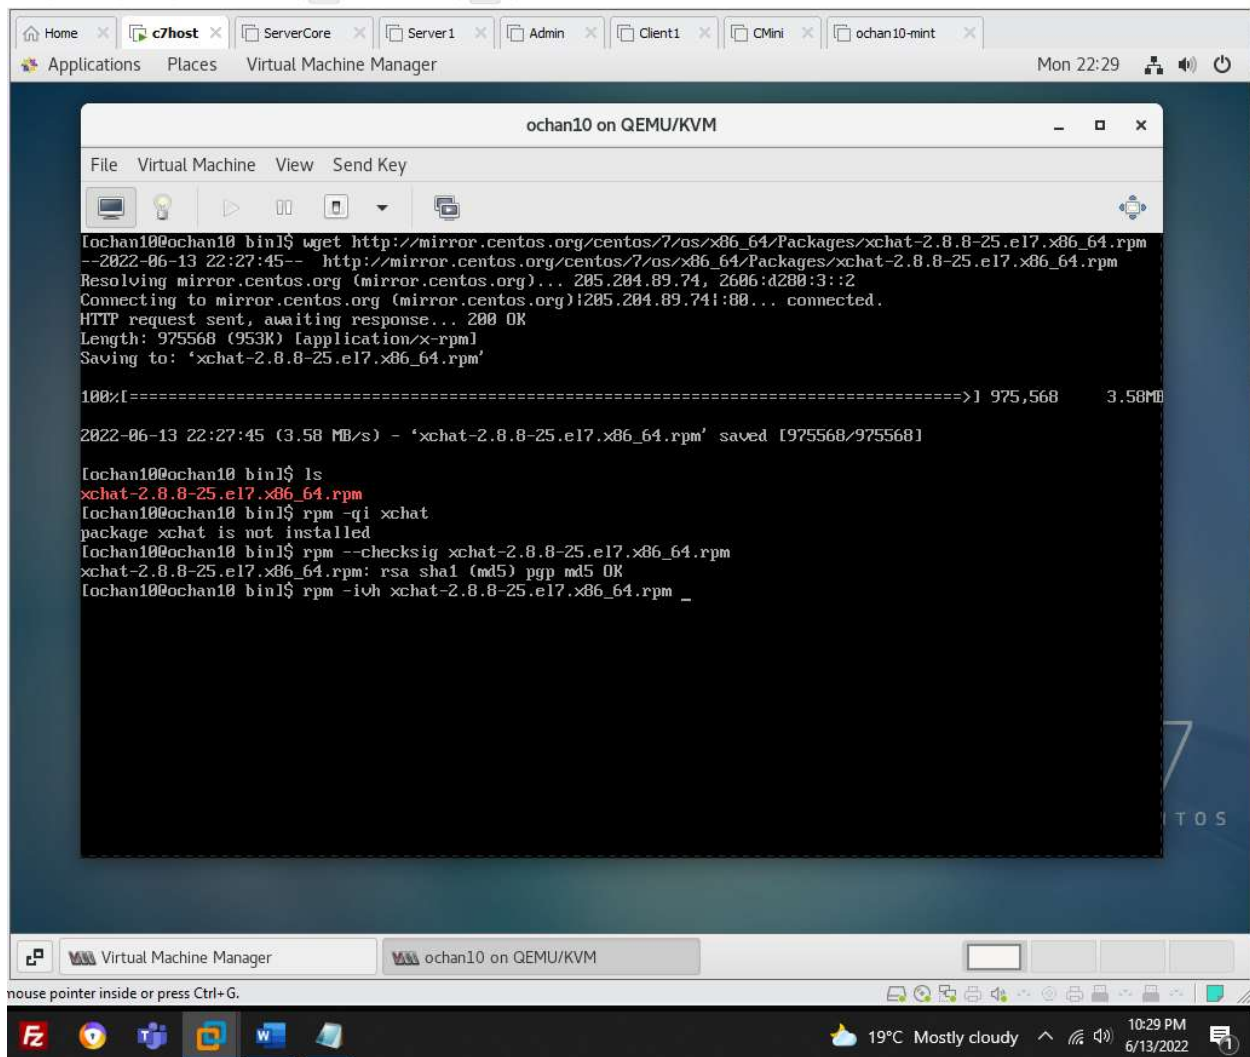 Home
c7host
ServerCore
Server1
Admin
Client1
CMini
ochan10-mint
Applications Places Virtual Machine Manager Mon 22:29
ochan10 on QEMU/KVM
File Virtual Machine View Send Key
[ochan10@ochan10 bin]$ wget http://mirror.centos.org/centos/7/os/x86_64/Packages/xchat-2.8.8-25.el7.x86_64.rpm
--2022-06-13 22:27:45-- http://mirror.centos.org/centos/7/os/x86_64/Packages/xchat-2.8.8-25.el7.x86_64.rpm
Resolving mirror.centos.org (mirror.centos.org)... 205.204.89.74, 2606:d280:3::2
Connecting to mirror.centos.org (mirror.centos.org)|205.204.89.74|:80... connected.
HTTP request sent, awaiting response... 200 OK
Length: 975568 (953K) [application/x-rpm]
Saving to: ‘xchat-2.8.8-25.el7.x86_64.rpm’
100%[======================================================================================>] 975,568 3.58MB
2022-06-13 22:27:45 (3.58 MB/s) - ‘xchat-2.8.8-25.el7.x86_64.rpm’ saved [975568/975568]
[ochan10@ochan10 bin]$ ls
xchat-2.8.8-25.el7.x86_64.rpm
[ochan10@ochan10 bin]$ rpm -qi xchat
package xchat is not installed
[ochan10@ochan10 bin]$ rpm --checksig xchat-2.8.8-25.el7.x86_64.rpm
xchat-2.8.8-25.el7.x86_64.rpm: rsa sha1 (md5) pgp md5 OK
[ochan10@ochan10 bin]$ rpm -ivh xchat-2.8.8-25.el7.x86_64.rpm _
7
T O S
Virtual Machine Manager
ochan10 on QEMU/KVM
mouse pointer inside or press Ctrl+G.
19°C Mostly cloudy
10:29 PM
6/13/2022
1